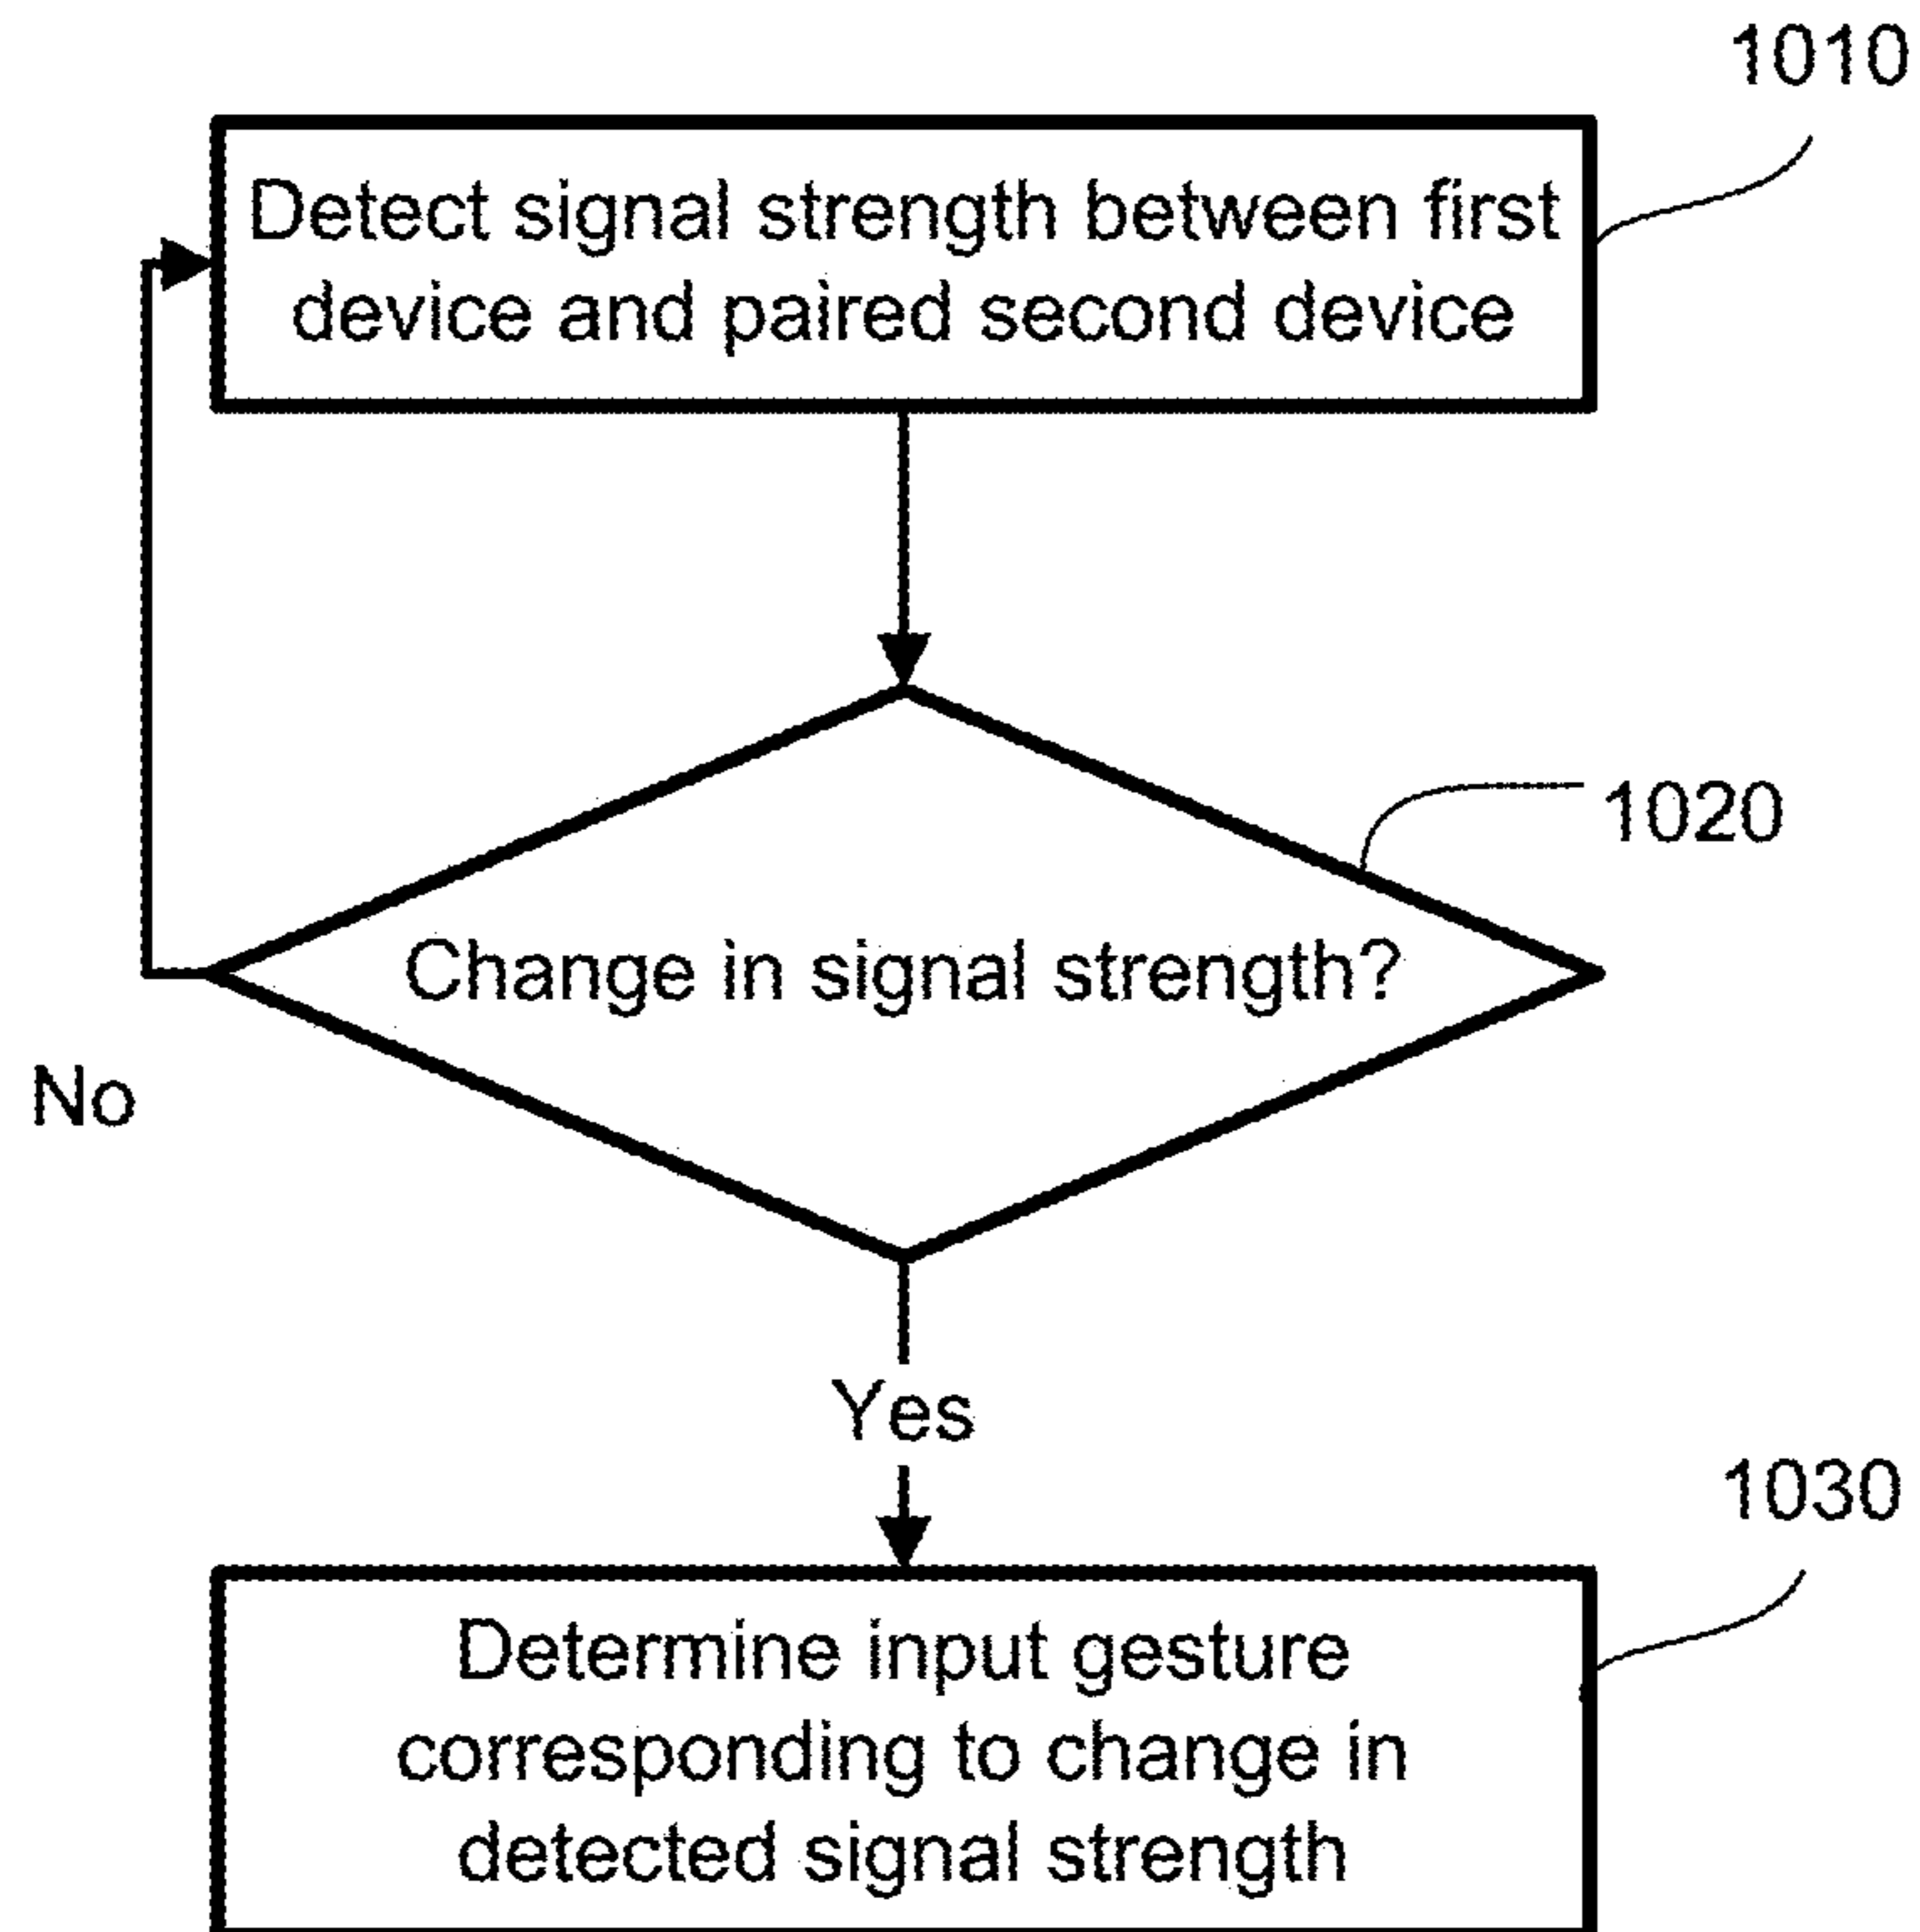 1010
Detect signal strength between first
device and paired second device
1020
Change in signal strength?
No
Yes
1030
Determine input gesture
corresponding to change in
detected signal strength